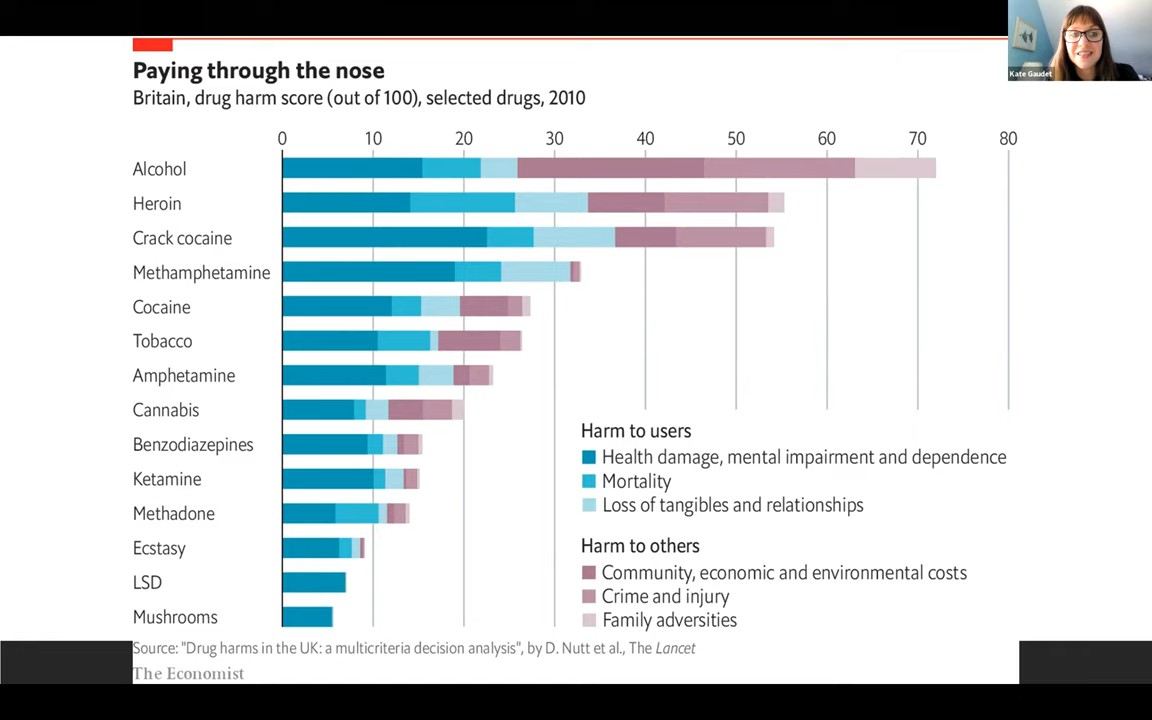 Kate Gaudet
Paying through the nose
Britain, drug harm score (out of 100), selected drugs, 2010
0 10 20 30 40 50 60 70 80
Alcohol
Heroin
Crack cocaine
Methamphetamine
Cocaine
Tobacco
Amphetamine
Cannabis
Benzodiazepines
Ketamine
Methadone
Ecstasy
LSD
Mushrooms
Harm to users
Health damage, mental impairment and dependence
Mortality
Loss of tangibles and relationships
Harm to others
Community, economic and environmental costs
Crime and injury
Family adversities
Source: "Drug harms in the UK: a multicriteria decision analysis", by D. Nutt et al., The Lancet
The Economist